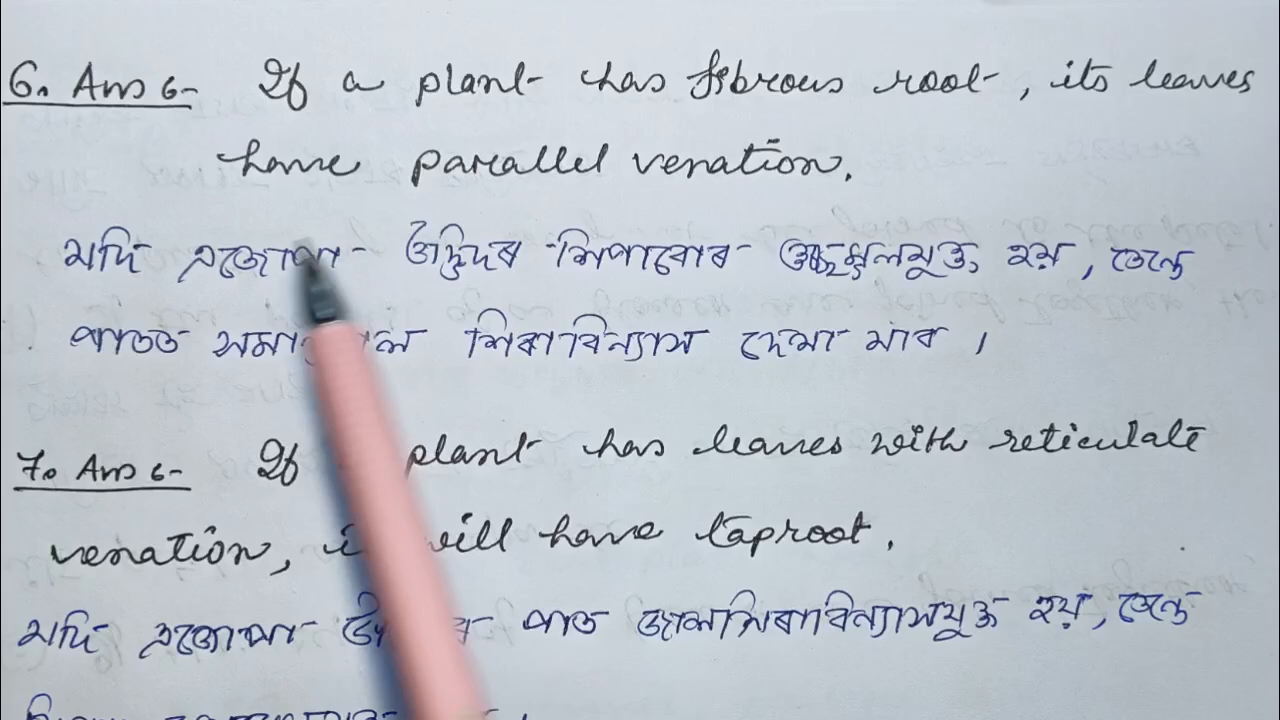 6. Ans:- If a plant has fibrous root, its leaves
have parallel venation.
যদি এজোপা উদ্ভিদৰ শিপাবোৰ গুচ্ছমূলযুক্ত হয়, তেন্তে
পাতত শিৰাবিন্যাস দেখা যাব ।
7. Ans:- If plant has leaves with reticulate
venation, will have taproot.
যদি এজোপা পাত জালশিৰাবিন্যাসযুক্ত হয়, তেন্তে